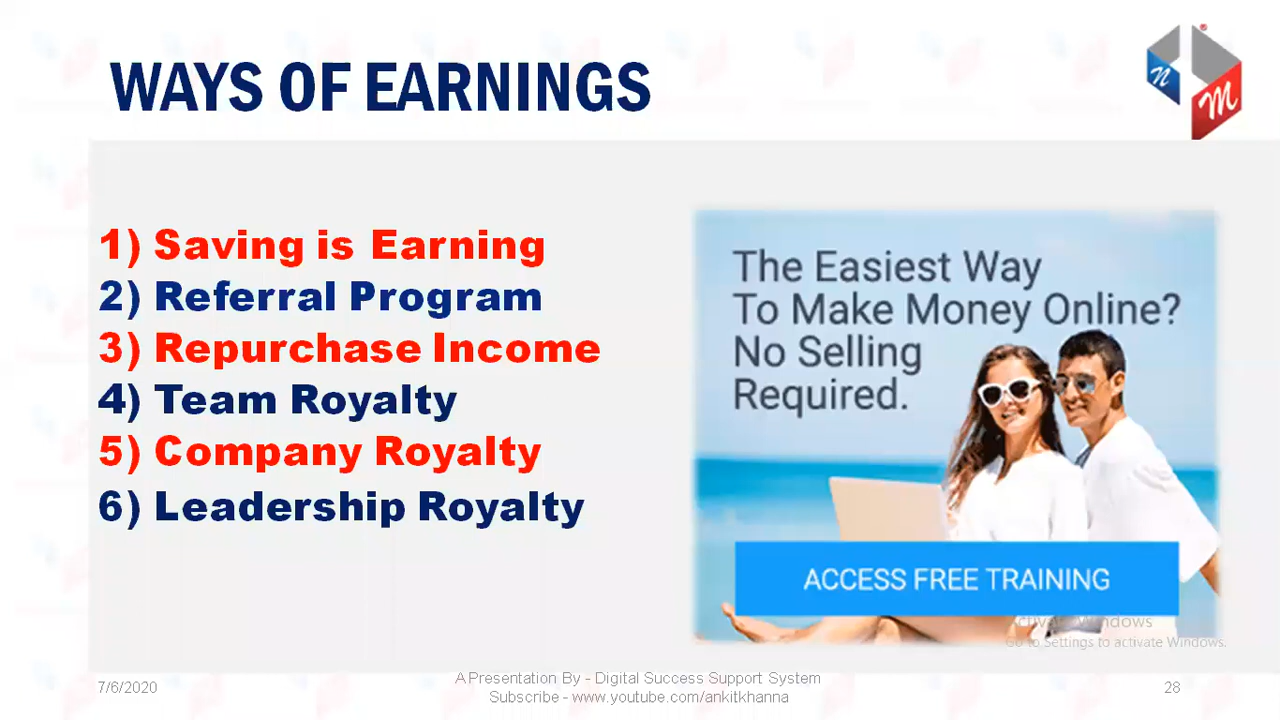 WAYS OF EARNINGS
n
M
1) Saving is Earning
2) Referral Program
3) Repurchase Income
4) Team Royalty
5) Company Royalty
6) Leadership Royalty
The Easiest Way
To Make Money Online?
No Selling
Required.
ACCESS FREE TRAINING
Activate Windows
Go to Settings to activate Windows.
7/6/2020
A Presentation By - Digital Success Support System
Subscribe - www.youtube.com/ankitkhanna
28